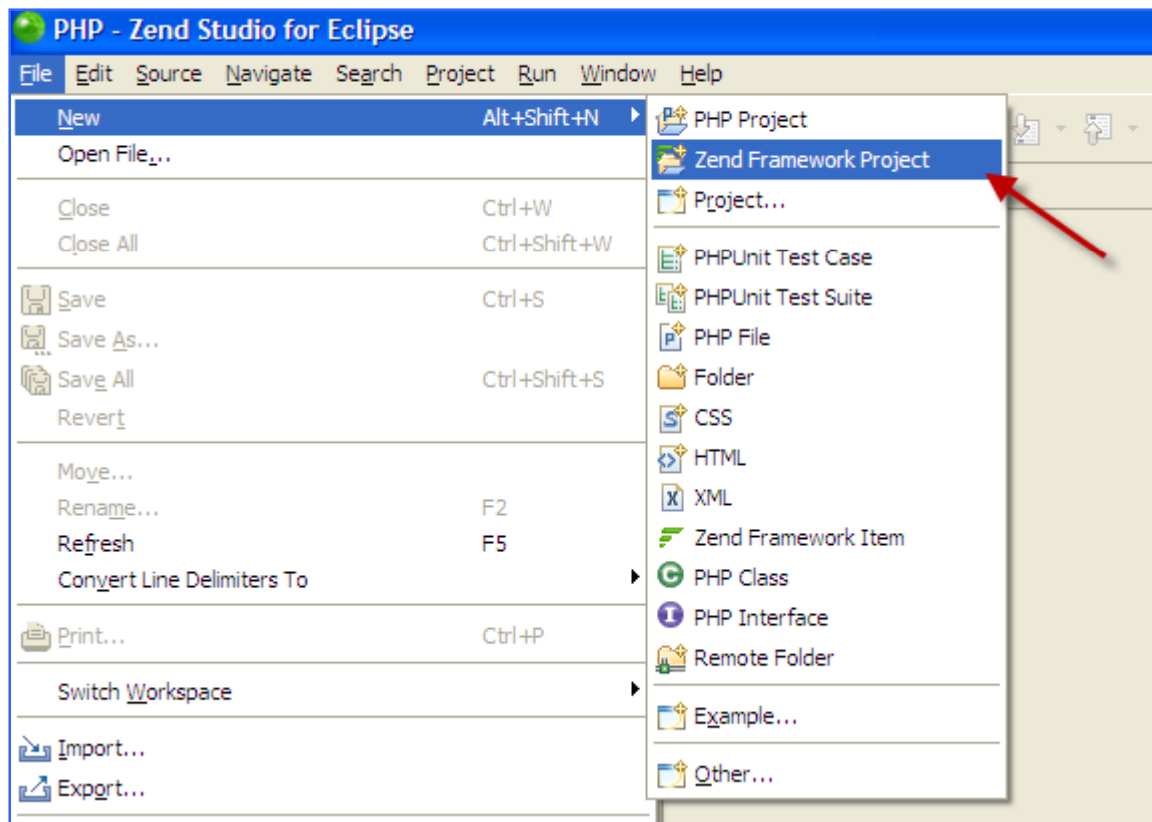 PHP - Zend Studio for Eclipse
File Edit Source Navigate Search Project Run Window Help
New Alt+Shift+N
Open File...
Close Ctrl+W
Close All Ctrl+Shift+W
Save Ctrl+S
Save As...
Save All Ctrl+Shift+S
Revert
Move...
Rename... F2
Refresh F5
Convert Line Delimiters To
Print... Ctrl+P
Switch Workspace
Import...
Export...
PHP Project
Zend Framework Project
Project...
PHPUnit Test Case
PHPUnit Test Suite
PHP File
Folder
CSS
HTML
XML
Zend Framework Item
PHP Class
PHP Interface
Remote Folder
Example...
Other...